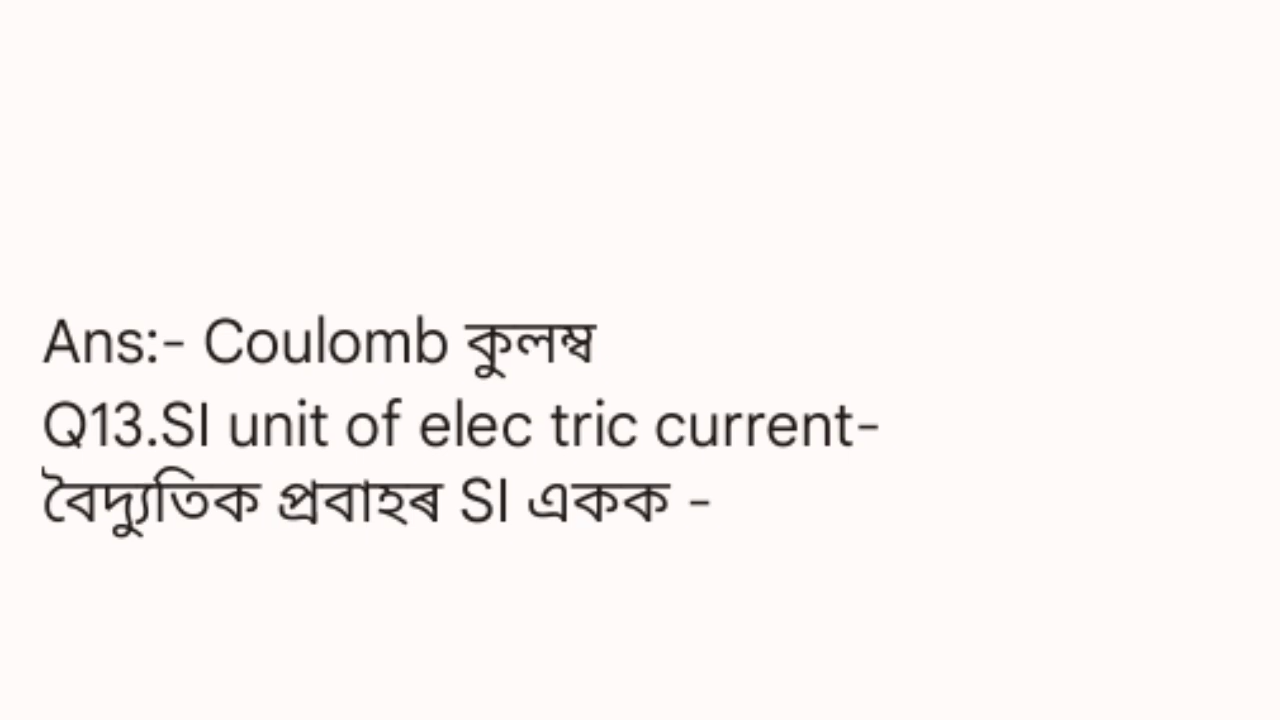 Ans:- Coulomb কুলম্ব
Q13.SI unit of elec tric current-
বৈদ্যুতিক প্ৰবাহৰ SI একক -